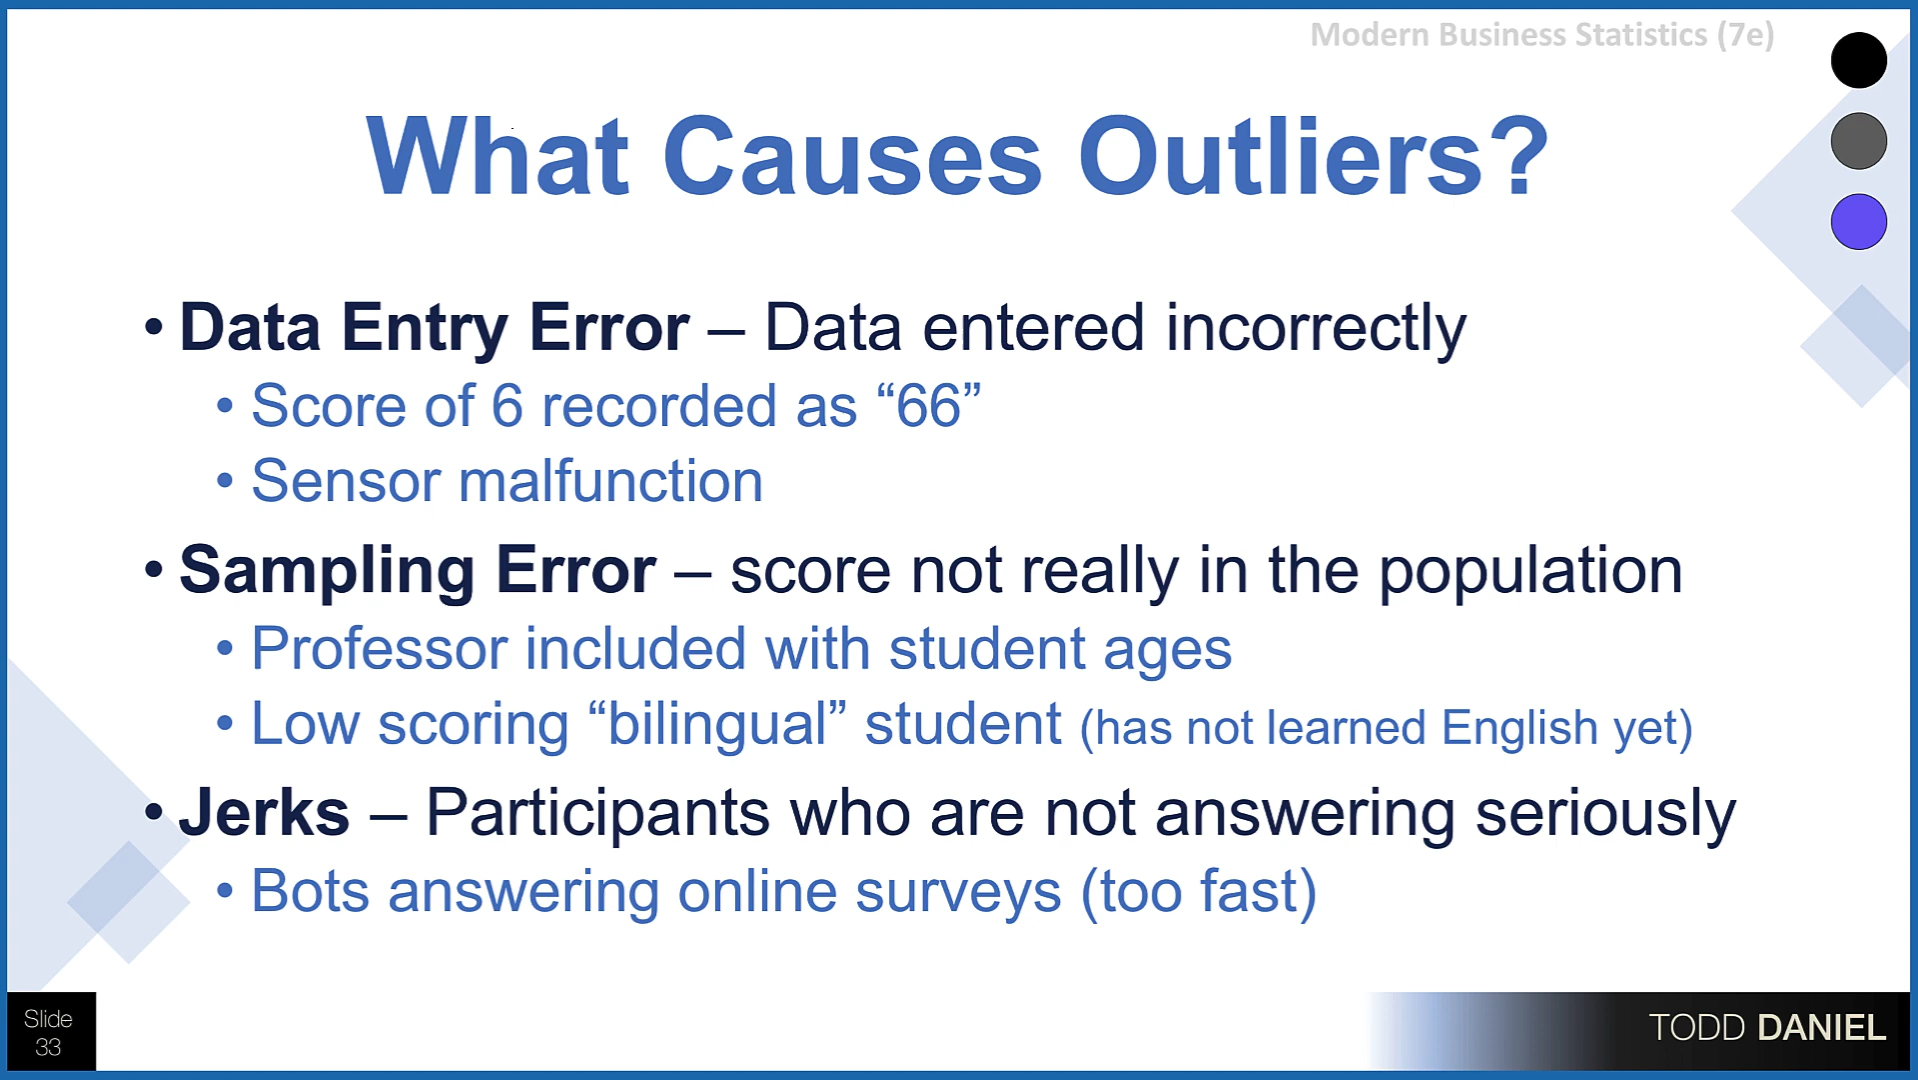 Modern Business Statistics (7e)
What Causes Outliers?
• Data Entry Error – Data entered incorrectly
• Score of 6 recorded as “66”
• Sensor malfunction
• Sampling Error – score not really in the population
• Professor included with student ages
• Low scoring “bilingual” student (has not learned English yet)
• Jerks – Participants who are not answering seriously
• Bots answering online surveys (too fast)
Slide
33
TODD DANIEL